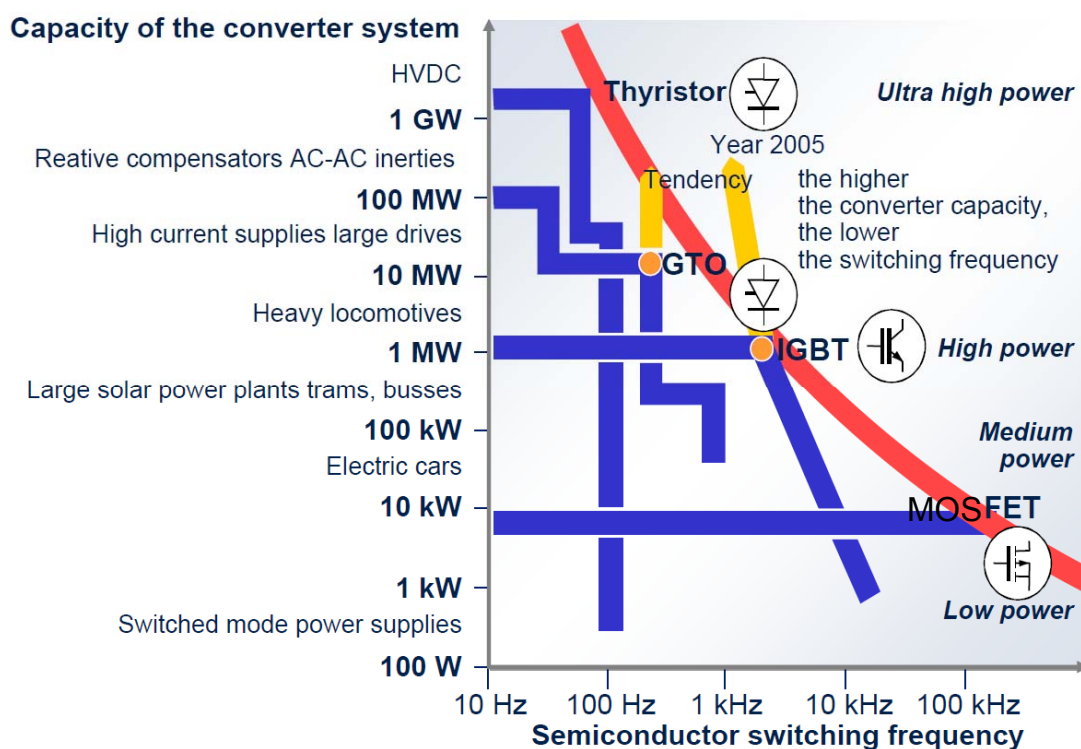 Capacity of the converter system
HVDC
1 GW
Reative compensators AC-AC inerties
100 MW
High current supplies large drives
10 MW
Heavy locomotives
1 MW
Large solar power plants trams, busses
100 kW
Electric cars
10 kW
1 kW
Switched mode power supplies
100 W
Thyristor
Ultra high power
Year 2005
Tendency
the higher
the converter capacity,
the lower
the switching frequency
GTO
IGBT
High power
Medium
power
MOSFET
Low power
10 Hz
100 Hz
1 kHz
10 kHz
100 kHz
Semiconductor switching frequency